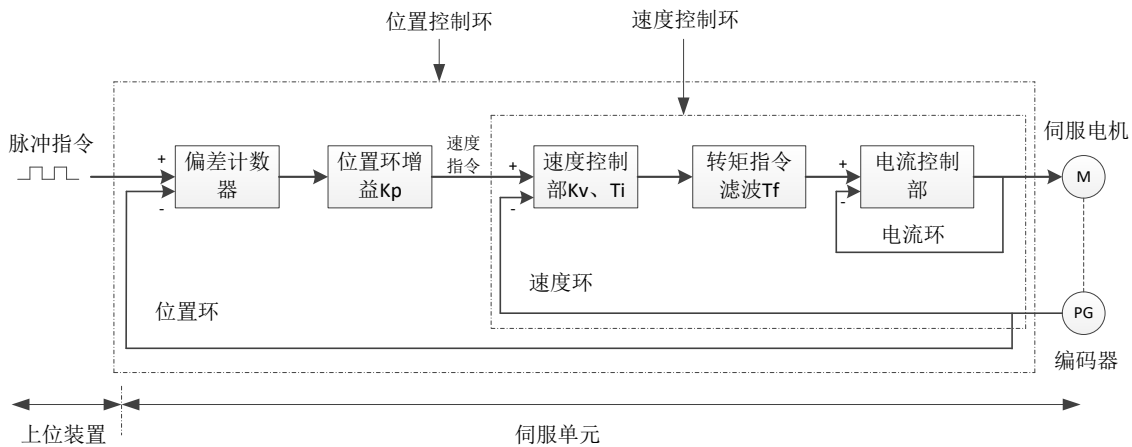 位置控制环
速度控制环
脉冲指令
+
-
偏差计数
器
位置环增
益Kp
速度
指令
+
-
速度控制
部Kv、Ti
转矩指令
滤波Tf
+
-
电流控制
部
伺服电机
M
电流环
速度环
位置环
PG
编码器
上位装置
伺服单元